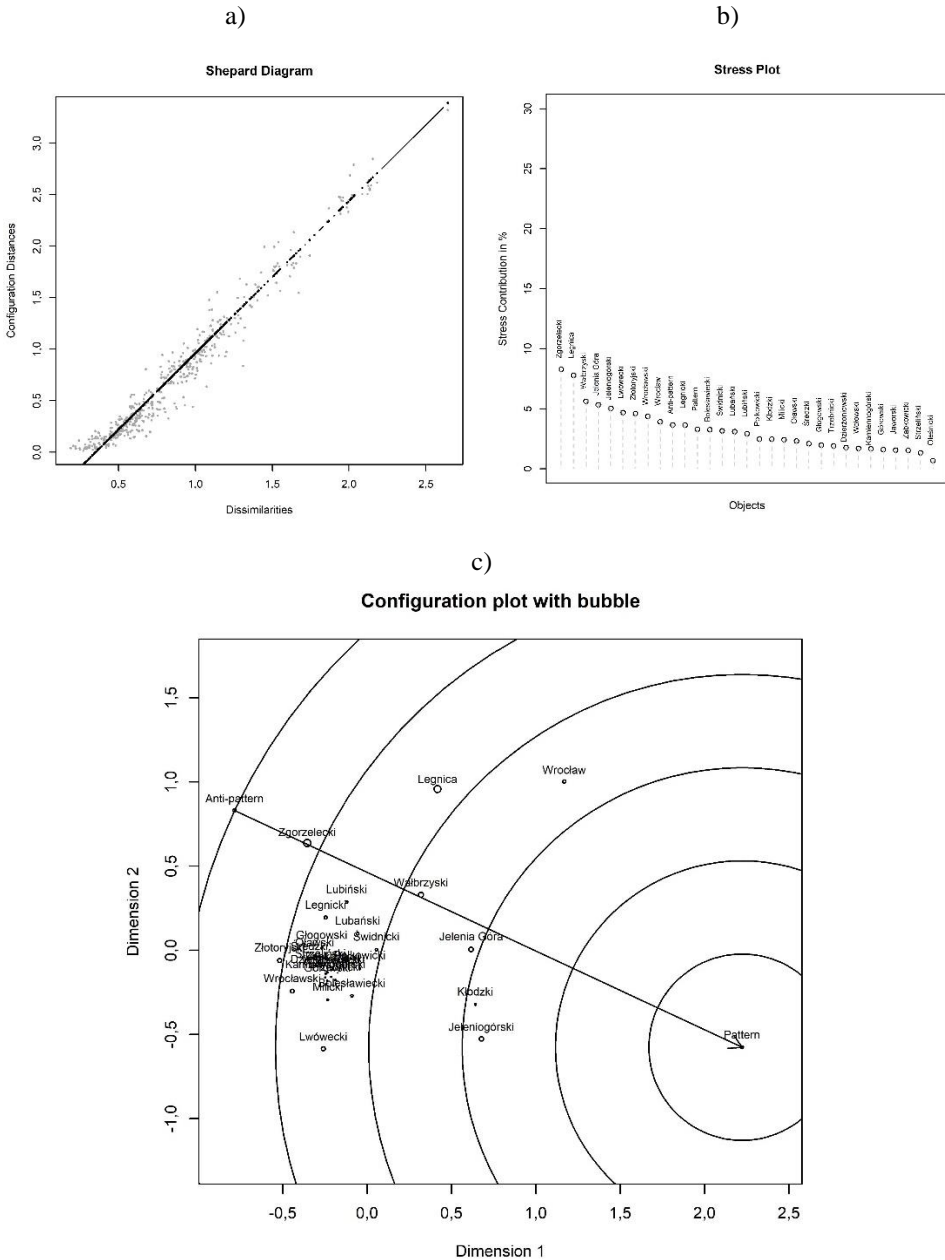 a)
b)
Shepard Diagram
Configuration Distances
0.0
0.5
1.0
1.5
2.0
2.5
3.0
0.5
1.0
1.5
2.0
2.5
Dissimilarities
Stress Plot
Stress Contribution in %
0
5
10
15
20
25
30
Zgorzelecki
Legnica
Wałbrzyski
Jelenia Góra
Jeleniogórski
Lwówecki
Złotoryjski
Wrocławski
Wrocław
Anti-pattern
Legnicki
Pattern
Bolesławiecki
Świdnicki
Lubański
Lubiński
Polkowicki
Kłodzki
Milicki
Oławski
Średzki
Głogowski
Trzebnicki
Dzierżoniowski
Wołowski
Kamiennogórski
Górowski
Jaworski
Ząbkowicki
Strzeliński
Oleśnicki
Objects
c)
Configuration plot with bubble
Dimension 2
1,5
1,0
0,5
0,0
-0,5
-1,0
Wrocław
Legnica
Anti-pattern
Zgorzelecki
Wałbrzyski
Lubiński
Legnicki
Lubański
Głogowski
Świdnicki
Jelenia Góra
Złotoryjski
Wrocławski
Milicki
Bolesławiecki
Kłodzki
Jeleniogórski
Lwówecki
Pattern
-0,5
0,0
0,5
1,0
1,5
2,0
2,5
Dimension 1